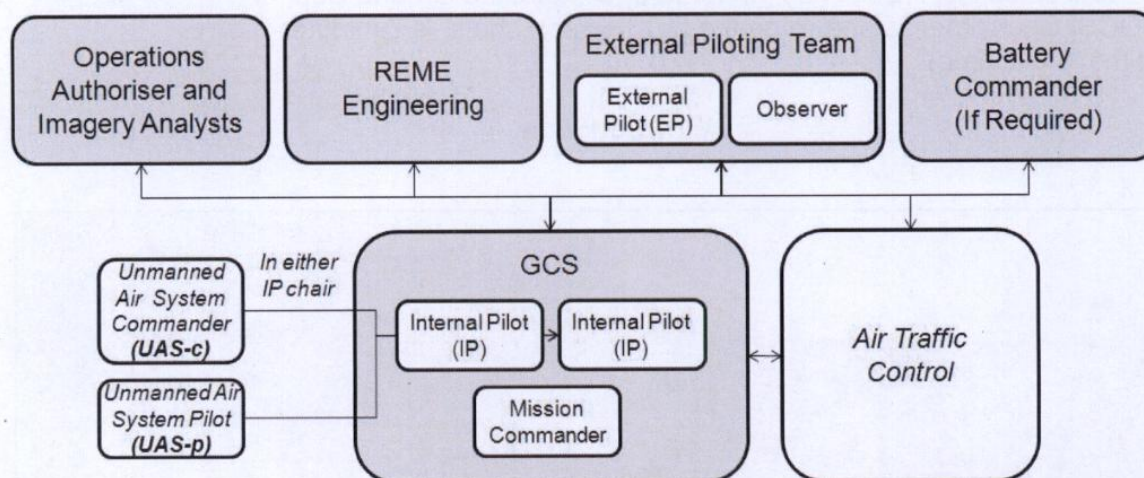 Operations
Authoriser and
Imagery Analysts
REME
Engineering
External Piloting Team
External
Pilot (EP)
Observer
Battery
Commander
(If Required)
Unmanned
Air System
Commander
(UAS-c)
In either
IP chair
Unmanned Air
System Pilot
(UAS-p)
GCS
Internal Pilot
(IP)
Internal Pilot
(IP)
Mission
Commander
Air Traffic
Control